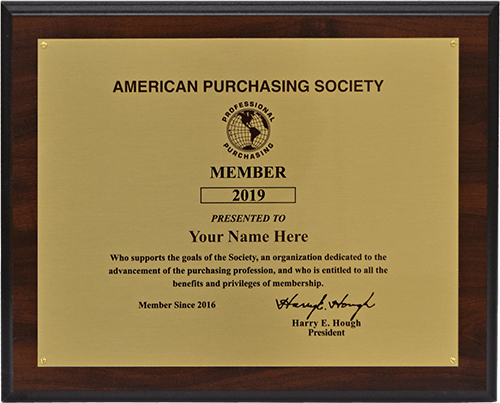 AMERICAN PURCHASING SOCIETY
PROFESSIONAL
PURCHASING
MEMBER
2019
PRESENTED TO
Your Name Here
Who supports the goals of the Society, an organization dedicated to the
advancement of the purchasing profession, and who is entitled to all the
benefits and privileges of membership.
Member Since 2016
Harry E. Hough
Harry E. Hough
President